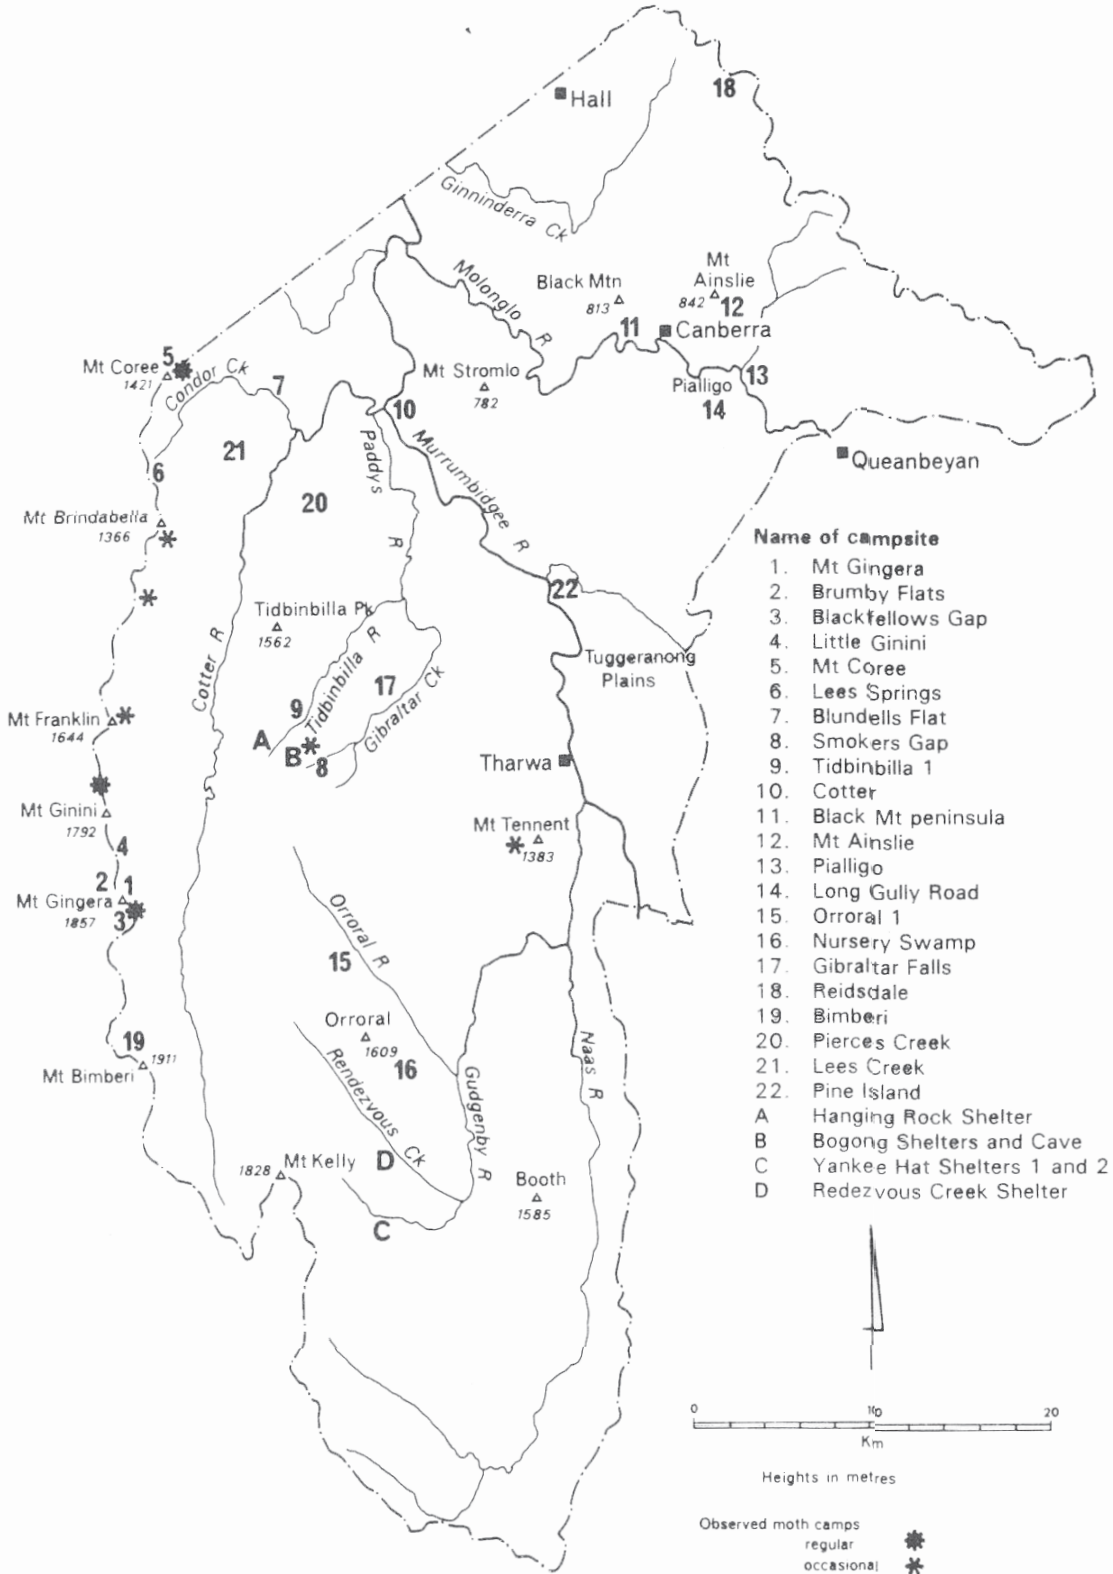 18
Hall
Ginninderra Ck
Molonglo R
Black Mtn
813
Mt
Ainslie
842
12
11
Canberra
5
Mt Coree
1421
Condor Ck
7
Mt Stromlo
782
Pialligo
13
14
10
21
Paddys R
Murrumbidgee R
Queanbeyan
6
20
Mt Brindabella
1366
22
Tidbinbilla Pk
1562
Cotter R
Tidbinbilla R
17
Gibraltar Ck
Tuggeranong
Plains
9
Mt Franklin
1644
A
B
8
Tharwa
Mt Ginini
1792
4
Mt Tennent
1383
2
1
Mt Gingera
1857
3
Orroral R
15
Orroral
1609
16
19
1911
Mt Bimberi
Rendezvous Ck
Gudgenby R
Naas R
1828
Mt Kelly
D
C
Booth
1585
Name of campsite
1. Mt Gingera
2. Brumby Flats
3. Blackfellows Gap
4. Little Ginini
5. Mt Coree
6. Lees Springs
7. Blundells Flat
8. Smokers Gap
9. Tidbinbilla 1
10. Cotter
11. Black Mt peninsula
12. Mt Ainslie
13. Pialligo
14. Long Gully Road
15. Orroral 1
16. Nursery Swamp
17. Gibraltar Falls
18. Reidsdale
19. Bimberi
20. Pierces Creek
21. Lees Creek
22. Pine Island
A Hanging Rock Shelter
B Bogong Shelters and Cave
C Yankee Hat Shelters 1 and 2
D Redezvous Creek Shelter
0 10 20
Km
Heights in metres
Observed moth camps
regular
occasional